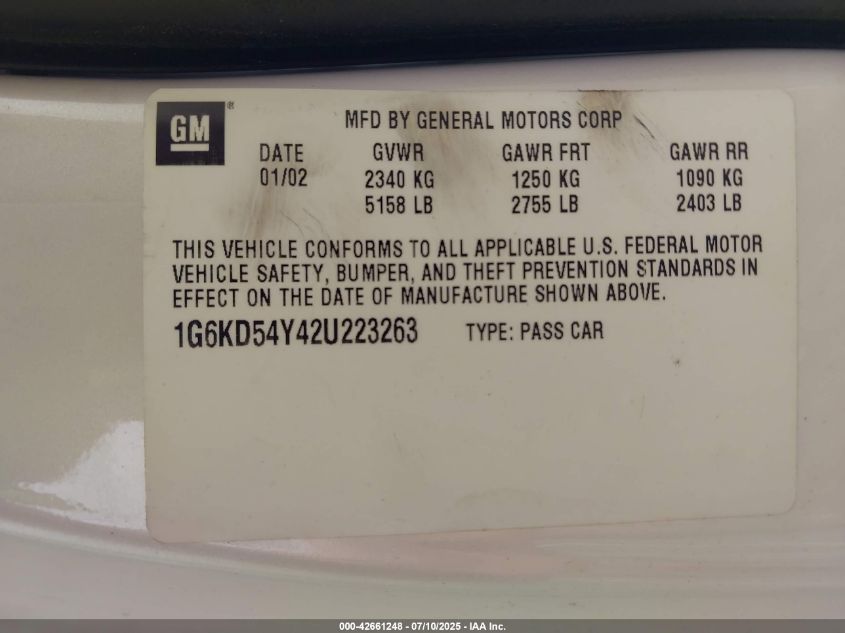 GM®
MFD BY GENERAL MOTORS CORP
DATE GVWR GAWR FRT GAWR RR
01/02 2340 KG 1250 KG 1090 KG
5158 LB 2755 LB 2403 LB
THIS VEHICLE CONFORMS TO ALL APPLICABLE U.S. FEDERAL MOTOR
VEHICLE SAFETY, BUMPER, AND THEFT PREVENTION STANDARDS IN
EFFECT ON THE DATE OF MANUFACTURE SHOWN ABOVE.
1G6KD54Y42U223263 TYPE: PASS CAR
000-42661248 - 07/10/2025 - IAA Inc.